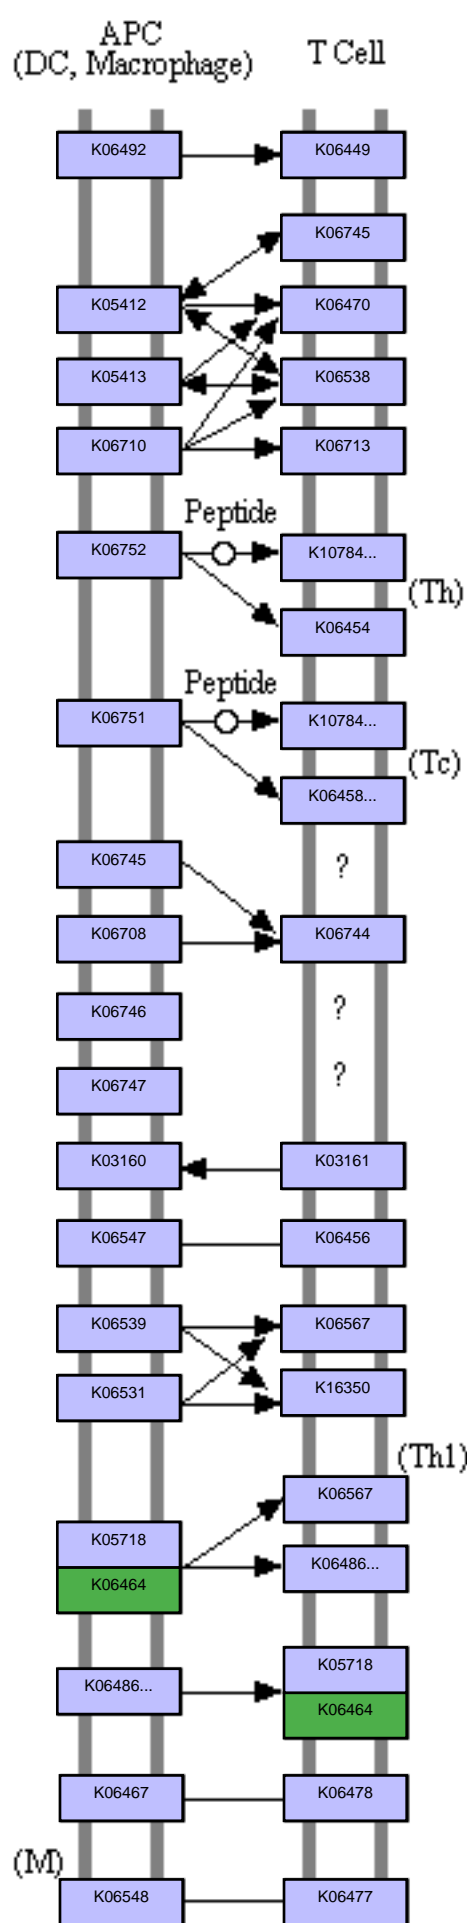 APC
(DC, Macrophage)
T Cell
K06492
K06449
K06745
K05412
K06470
K05413
K06538
K06710
K06713
Peptide
K06752
K10784...
(Th)
K06454
Peptide
K06751
K10784...
(Tc)
K06458...
K06745
?
K06708
K06744
K06746
?
K06747
?
K03160
K03161
K06547
K06456
K06539
K06567
K06531
K16350
(Th1)
K06567
K05718
K06486...
K06464
K05718
K06486...
K06464
K06467
K06478
(M)
K06548
K06477